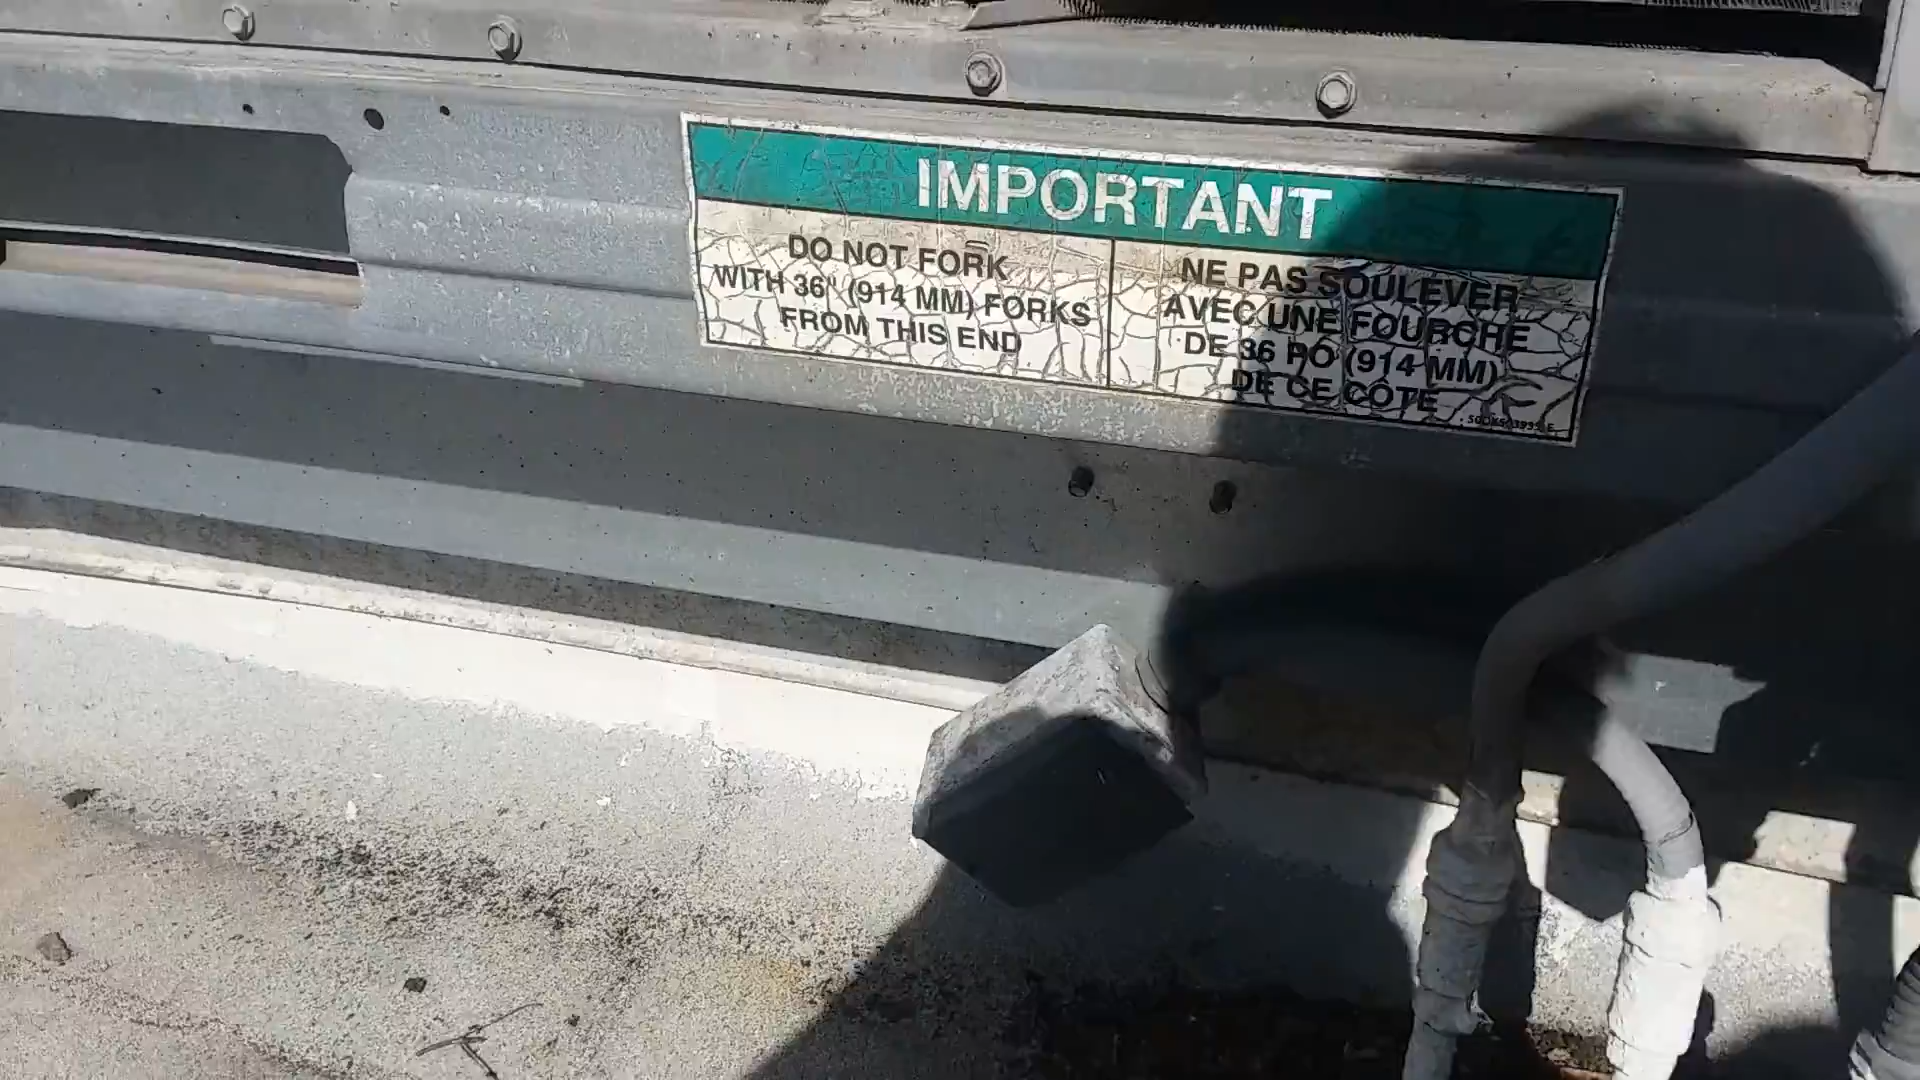 IMPORTANT
DO NOT FORK
WITH 36" (914 MM) FORKS
FROM THIS END
NE PAS SOULEVER
AVEC UNE FOURCHE
DE 36 PO (914 MM)
DE CE CÔTE